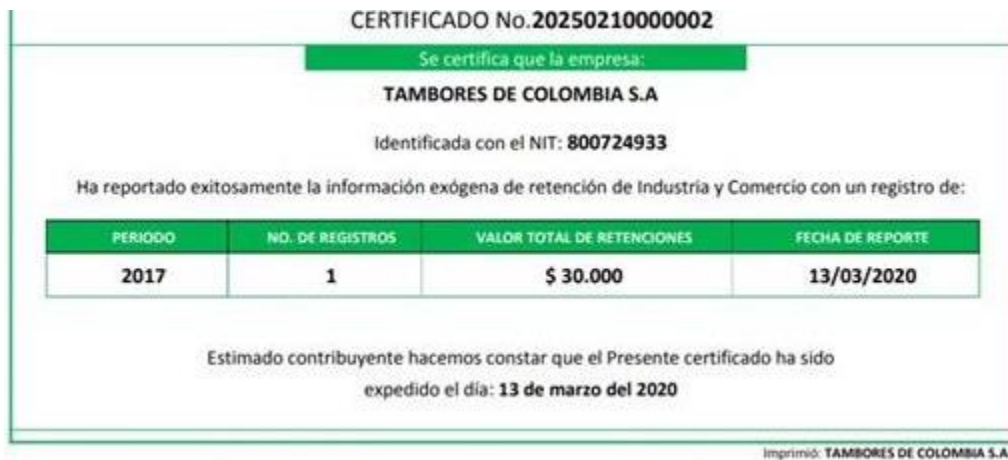 CERTIFICADO No.20250210000002
Se certifica que la empresa:
TAMBORES DE COLOMBIA S.A
Identificada con el NIT: 800724933
Ha reportado exitosamente la información exógena de retención de Industria y Comercio con un registro de:
PERIODO NO. DE REGISTROS VALOR TOTAL DE RETENCIONES FECHA DE REPORTE
2017 1 $ 30.000 13/03/2020
Estimado contribuyente hacemos constar que el Presente certificado ha sido
expedido el día: 13 de marzo del 2020
Imprimió: TAMBORES DE COLOMBIA S.A